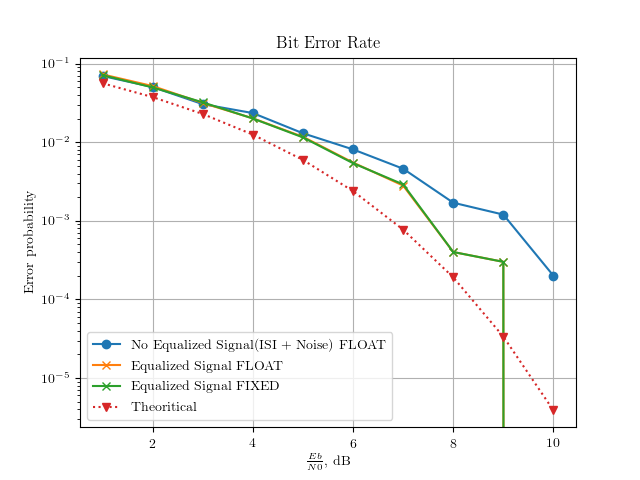 Bit Error Rate
10⁻¹
10⁻²
10⁻³
10⁻⁴
10⁻⁵
Error probability
No Equalized Signal(ISI + Noise) FLOAT
Equalized Signal FLOAT
Equalized Signal FIXED
Theoritical
2 4 6 8 10
Eb/N0, dB